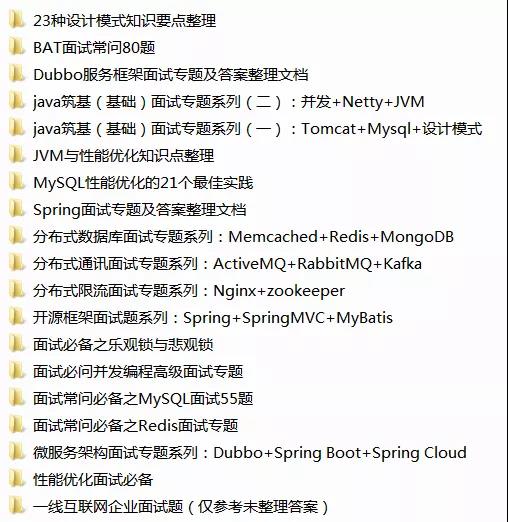 23种设计模式知识要点整理
BAT面试常问80题
Dubbo服务框架面试专题及答案整理文档
java筑基（基础）面试专题系列（二）：并发+Netty+JVM
java筑基（基础）面试专题系列（一）：Tomcat+Mysql+设计模式
JVM与性能优化知识点整理
MySQL性能优化的21个最佳实践
Spring面试专题及答案整理文档
分布式数据库面试专题系列：Memcached+Redis+MongoDB
分布式通讯面试专题系列：ActiveMQ+RabbitMQ+Kafka
分布式限流面试专题系列：Nginx+zookeeper
开源框架面试题系列：Spring+SpringMVC+MyBatis
面试必备之乐观锁与悲观锁
面试必问并发编程高级面试专题
面试常问必备之MySQL面试55题
面试常问必备之Redis面试专题
微服务架构面试专题系列：Dubbo+Spring Boot+Spring Cloud
性能优化面试必备
一线互联网企业面试题（仅参考未整理答案）